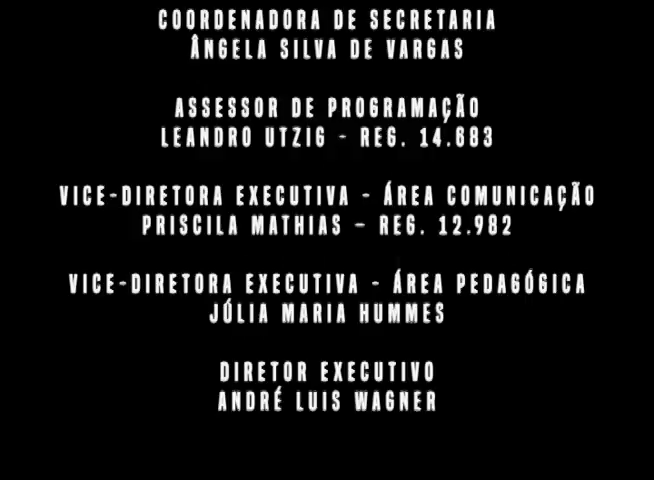 COORDENADORA DE SECRETARIA
ÂNGELA SILVA DE VARGAS
ASSESSOR DE PROGRAMAÇÃO
LEANDRO UTZIG - REG. 14.683
VICE-DIRETORA EXECUTIVA - ÁREA COMUNICAÇÃO
PRISCILA MATHIAS – REG. 12.982
VICE-DIRETORA EXECUTIVA - ÁREA PEDAGÓGICA
JÚLIA MARIA HUMMES
DIRETOR EXECUTIVO
ANDRÉ LUIS WAGNER